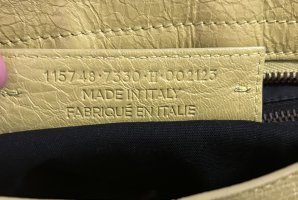 115748·7330·H·002123
MADE IN ITALY
FABRIQUÉ EN ITALIE